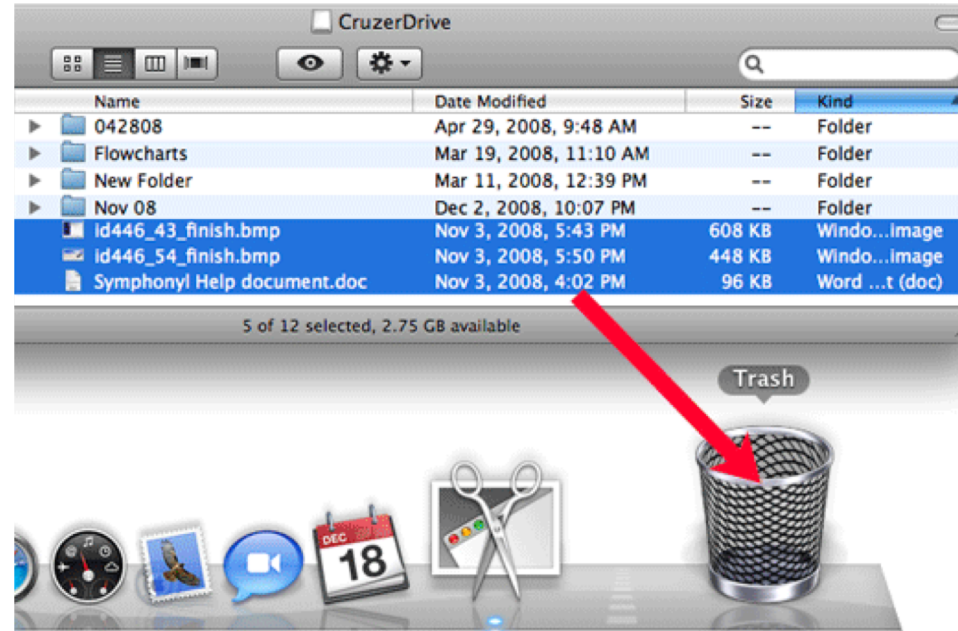 CruzerDrive
Name Date Modified Size Kind
042808 Apr 29, 2008, 9:48 AM -- Folder
Flowcharts Mar 19, 2008, 11:10 AM -- Folder
New Folder Mar 11, 2008, 12:39 PM -- Folder
Nov 08 Dec 2, 2008, 10:07 PM -- Folder
id446_43_finish.bmp Nov 3, 2008, 5:43 PM 608 KB Windo...image
id446_54_finish.bmp Nov 3, 2008, 5:50 PM 448 KB Windo...image
Symphonyl Help document.doc Nov 3, 2008, 4:02 PM 96 KB Word ...t (doc)
5 of 12 selected, 2.75 GB available
Trash
DEC
18